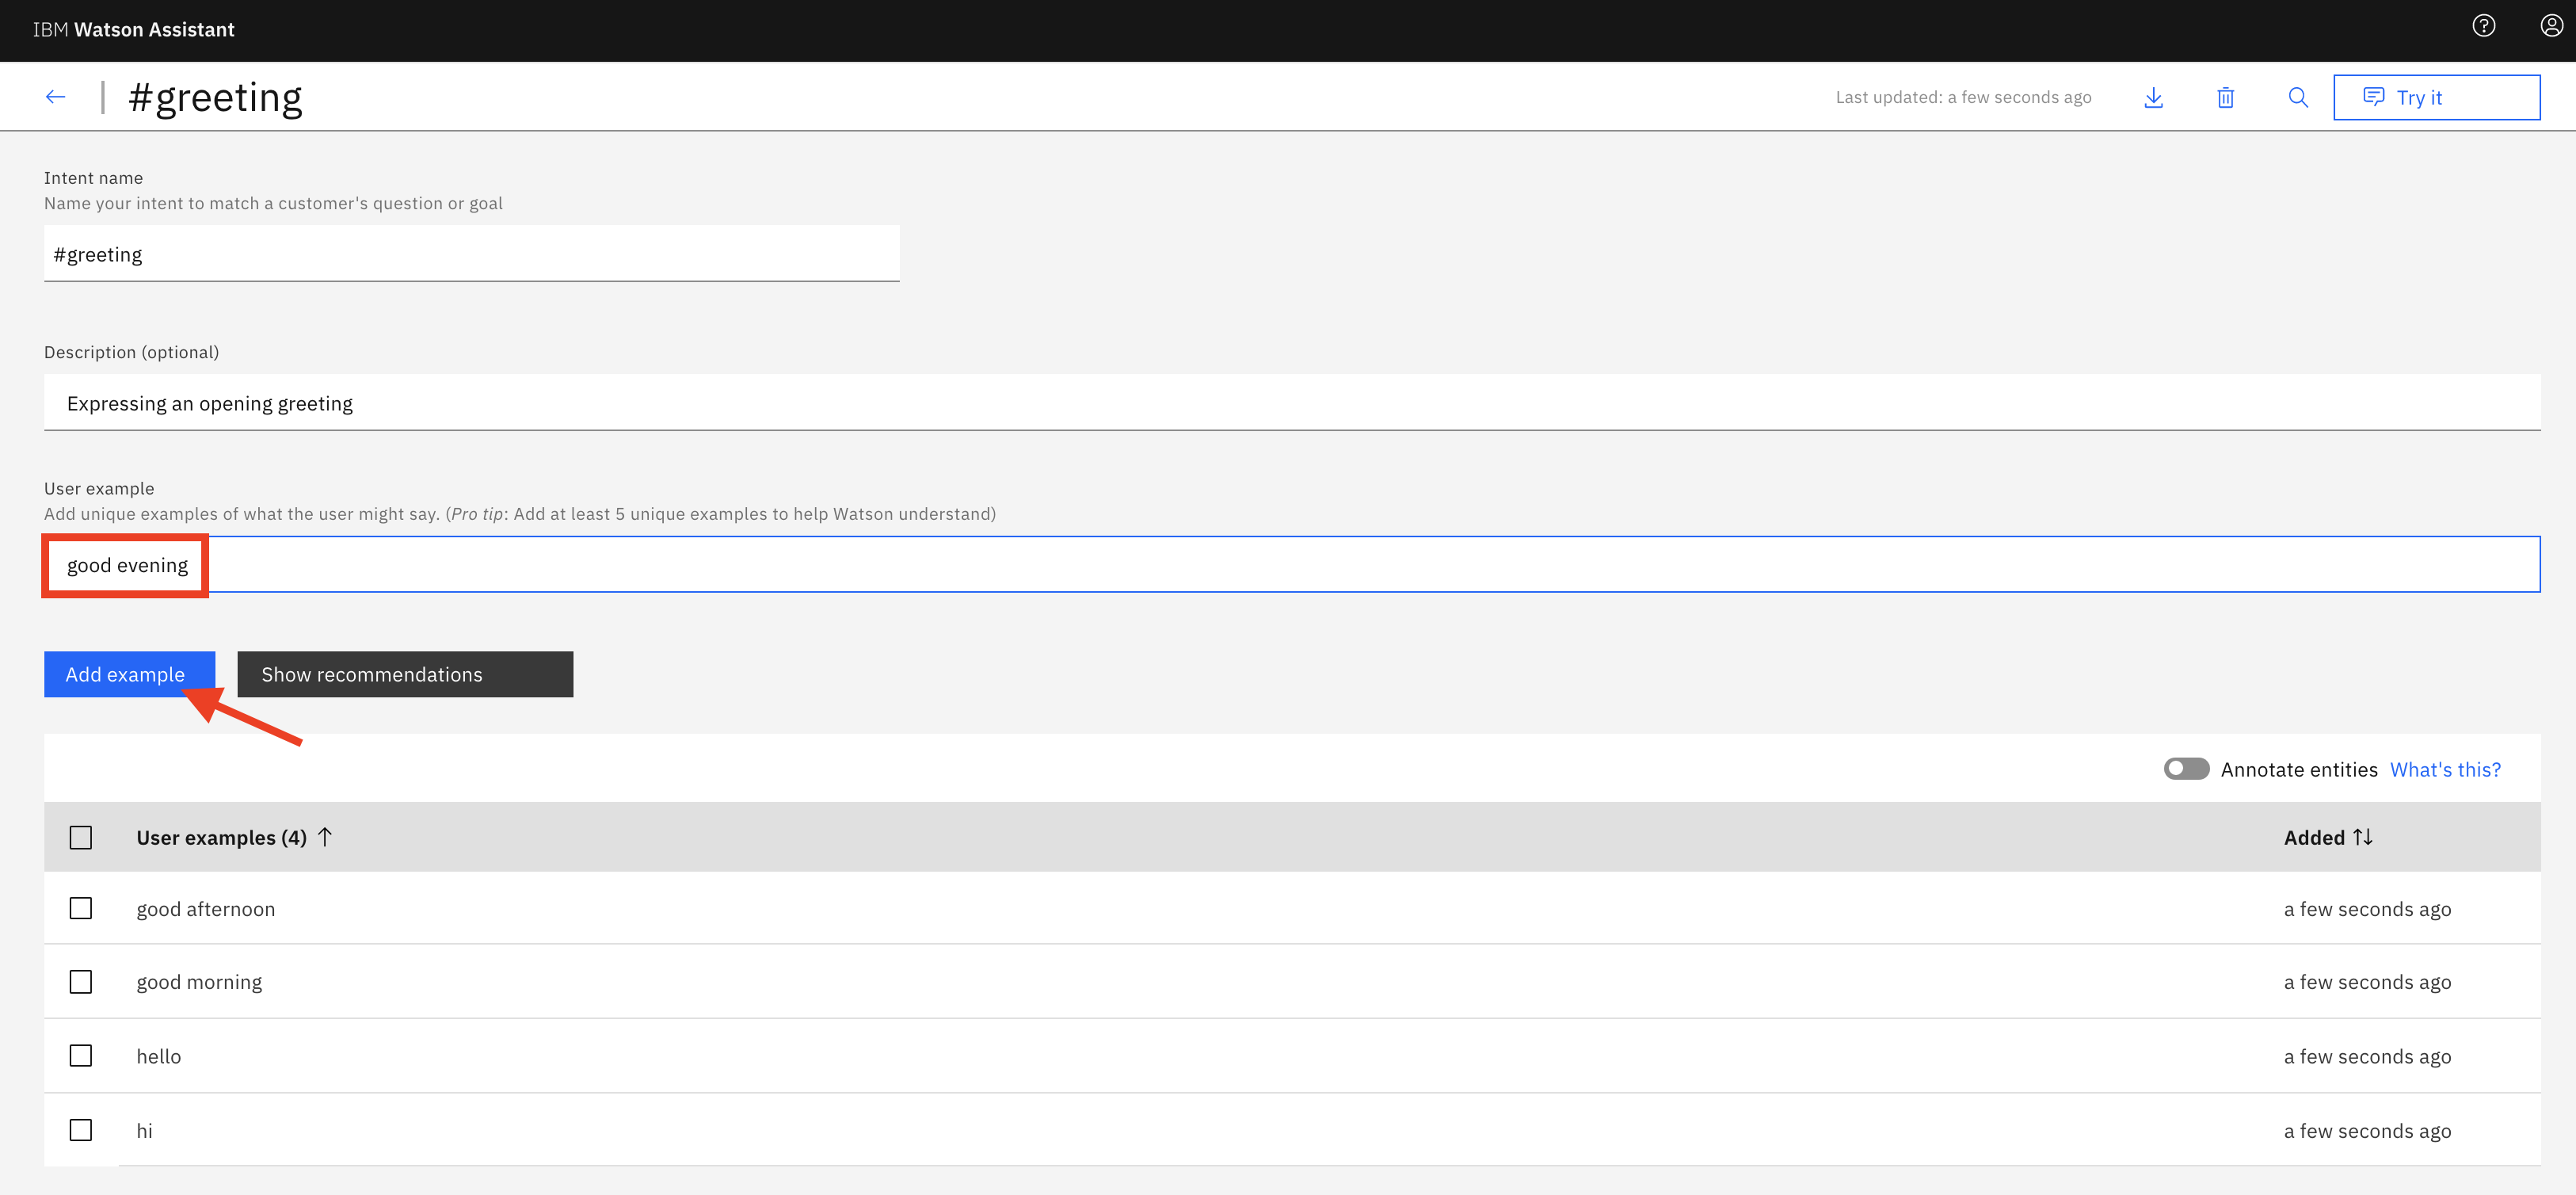 IBM Watson Assistant
#greeting
Last updated: a few seconds ago
Try it
Intent name
Name your intent to match a customer's question or goal
#greeting
Description (optional)
Expressing an opening greeting
User example
Add unique examples of what the user might say. (Pro tip: Add at least 5 unique examples to help Watson understand)
good evening
Add example
Show recommendations
Annotate entities What's this?
User examples (4)
Added
good afternoon
a few seconds ago
good morning
a few seconds ago
hello
a few seconds ago
hi
a few seconds ago